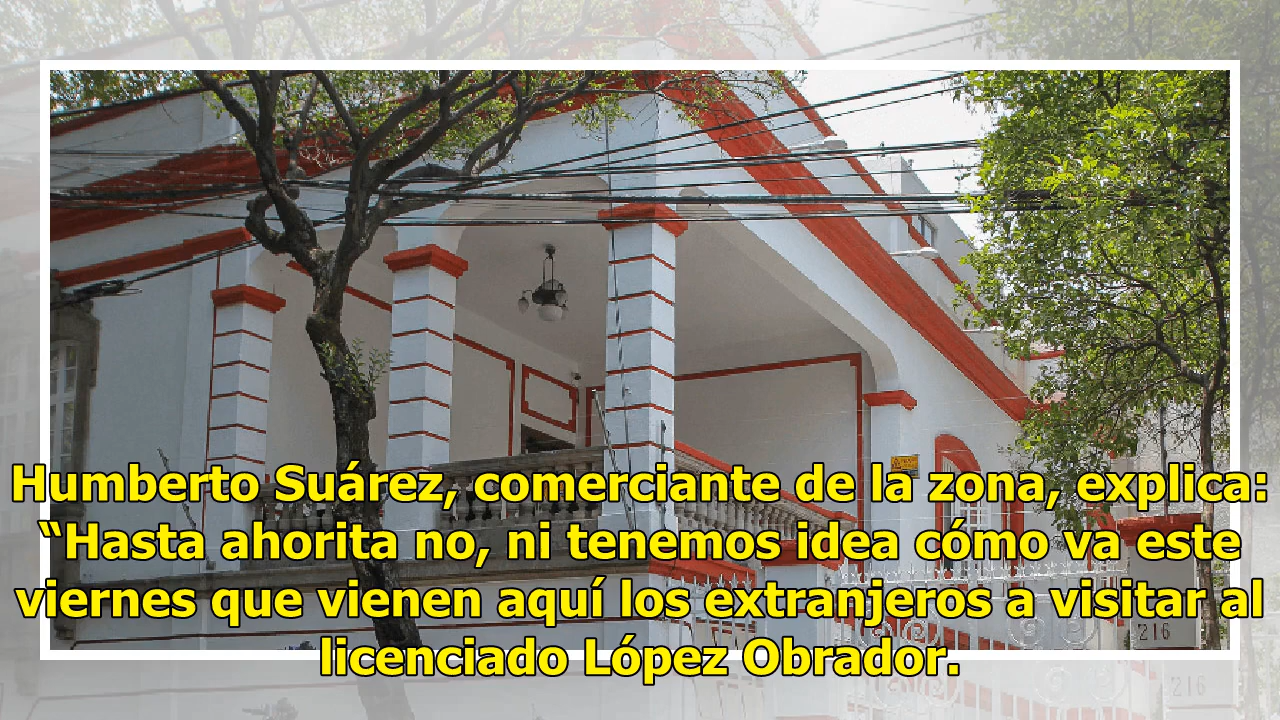 Humberto Suárez, comerciante de la zona, explica:
“Hasta ahorita no, ni tenemos idea cómo va este
viernes que vienen aquí los extranjeros a visitar al
licenciado López Obrador.
216
216